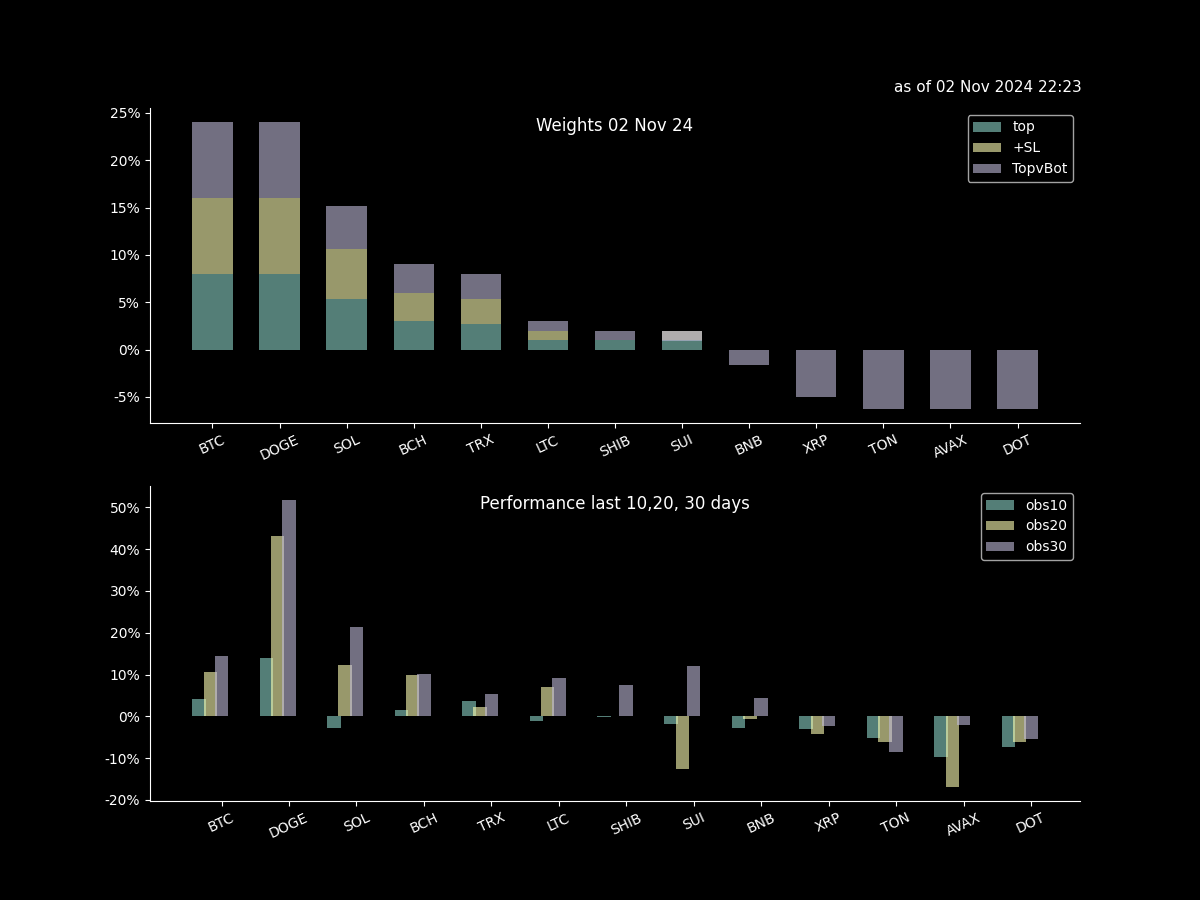 as of 02 Nov 2024 22:23
Weights 02 Nov 24
25%
20%
15%
10%
5%
0%
-5%
top
+SL
TopvBot
BTC DOGE SOL BCH TRX LTC SHIB SUI BNB XRP TON AVAX DOT
Performance last 10,20, 30 days
50%
40%
30%
20%
10%
0%
-10%
-20%
obs10
obs20
obs30
BTC DOGE SOL BCH TRX LTC SHIB SUI BNB XRP TON AVAX DOT